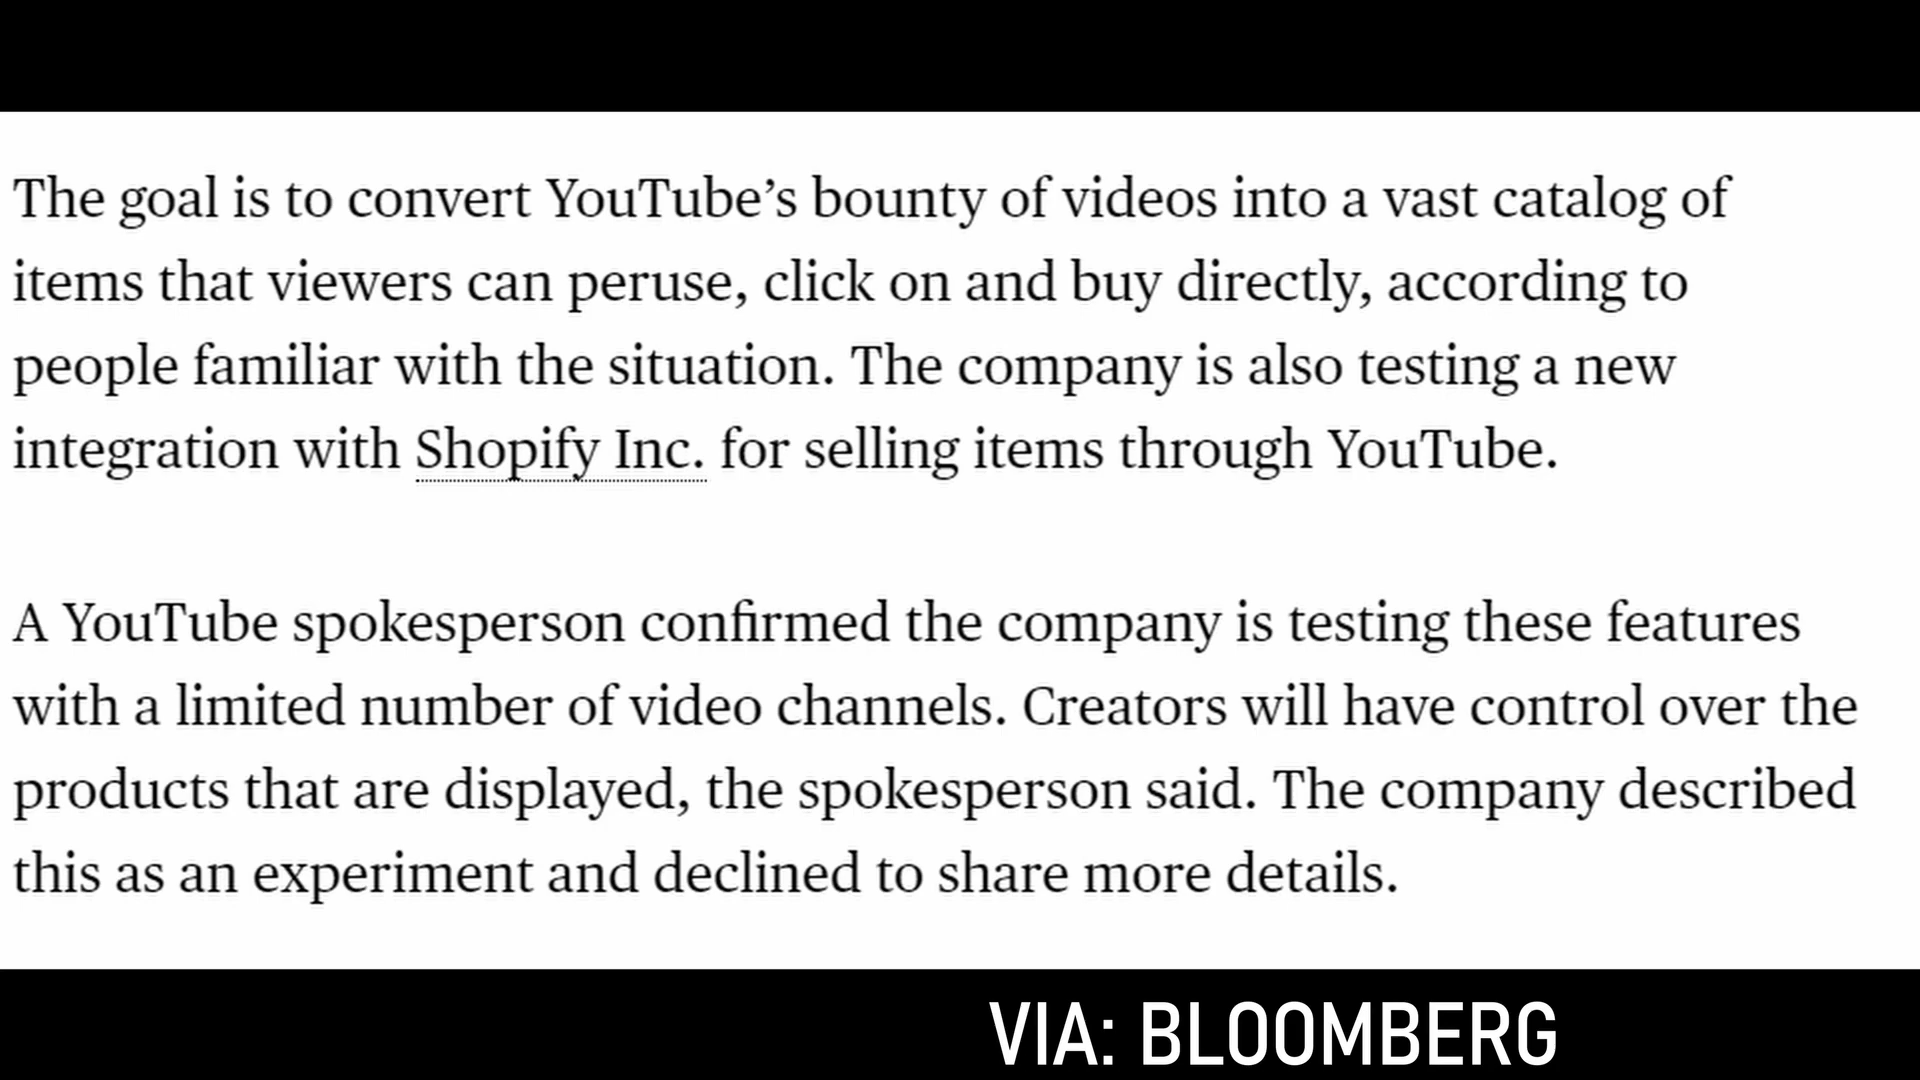 The goal is to convert YouTube’s bounty of videos into a vast catalog of
items that viewers can peruse, click on and buy directly, according to
people familiar with the situation. The company is also testing a new
integration with Shopify Inc. for selling items through YouTube.
A YouTube spokesperson confirmed the company is testing these features
with a limited number of video channels. Creators will have control over the
products that are displayed, the spokesperson said. The company described
this as an experiment and declined to share more details.
VIA: BLOOMBERG